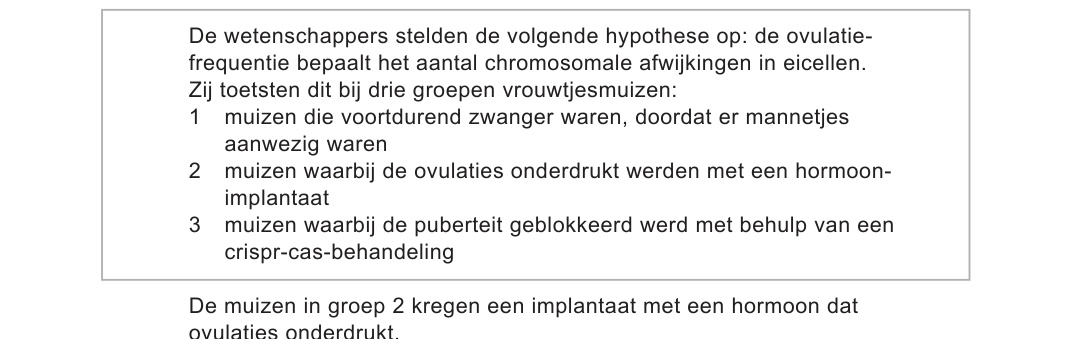 De wetenschappers stelden de volgende hypothese op: de ovulatie-
frequentie bepaalt het aantal chromosomale afwijkingen in eicellen.
Zij toetsten dit bij drie groepen vrouwtjesmuizen:
1 muizen die voortdurend zwanger waren, doordat er mannetjes
aanwezig waren
2 muizen waarbij de ovulaties onderdrukt werden met een hormoon-
implantaat
3 muizen waarbij de puberteit geblokkeerd werd met behulp van een
crispr-cas-behandeling
De muizen in groep 2 kregen een implantaat met een hormoon dat
ovulaties onderdrukt.